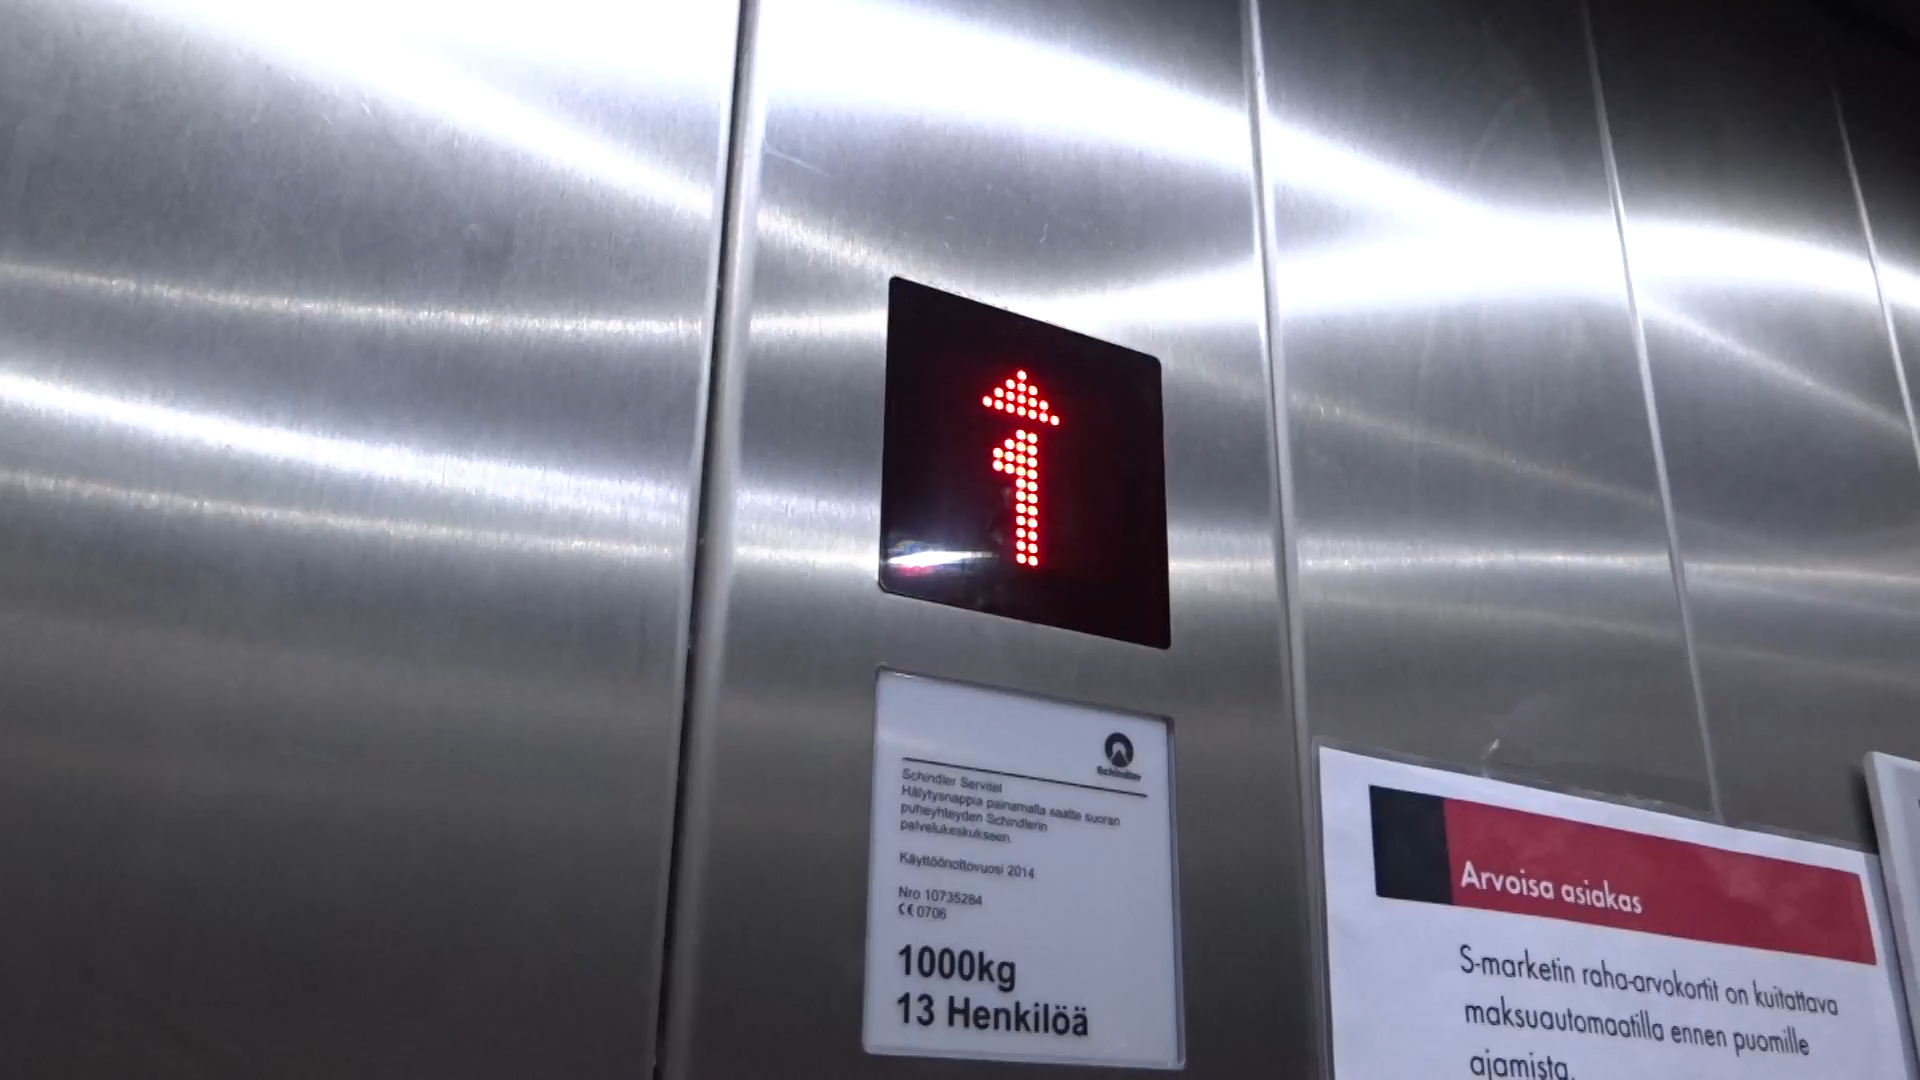 1
Schindler
Schindler Servitel
Hälytysnappia painamalla saatte suoran
puheyhteyden Schindlerin
palvelukeskukseen.
Käyttöönottovuosi 2014
Nro 10735284
CE 0706
1000kg
13 Henkilöä
Arvoisa asiakas
S-marketin raha-arvokortit on kuitattava
maksuautomaatilla ennen puomille
ajamista.